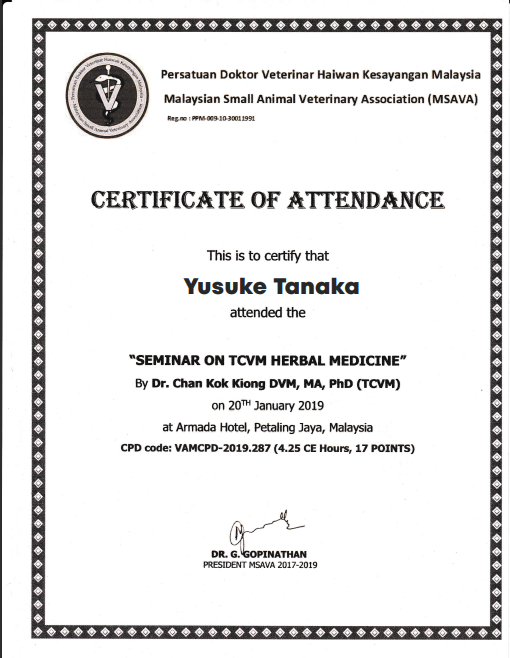 Persatuan Doktor Veterinar Haiwan Kesayangan Malaysia
Malaysian Small Animal Veterinary Association (MSAVA)
Reg.no : PPM-009-10-30011991
CERTIFICATE OF ATTENDANCE
This is to certify that
Yusuke Tanaka
attended the
“SEMINAR ON TCVM HERBAL MEDICINE”
By Dr. Chan Kok Kiong DVM, MA, PhD (TCVM)
on 20TH January 2019
at Armada Hotel, Petaling Jaya, Malaysia
CPD code: VAMCPD-2019.287 (4.25 CE Hours, 17 POINTS)
DR. G. GOPINATHAN
PRESIDENT MSAVA 2017-2019